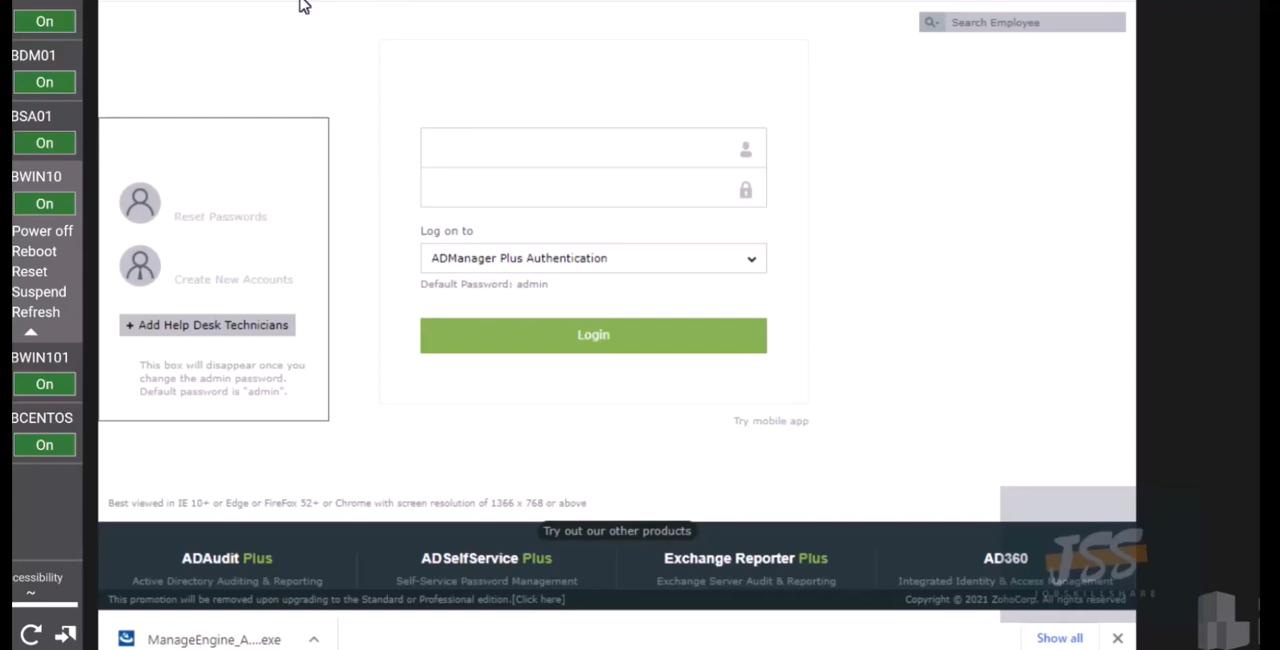 On
BDM01
On
BSA01
On
BWIN10
On
Power off
Reboot
Reset
Suspend
Refresh
BWIN101
On
BCENTOS
On
cessibility
~
Search Employee
Reset Passwords
Create New Accounts
+ Add Help Desk Technicians
This box will disappear once you
change the admin password.
Default password is "admin".
Log on to
ADManager Plus Authentication
Default Password: admin
Login
Try mobile app
Best viewed in IE 10+ or Edge or FireFox 52+ or Chrome with screen resolution of 1366 x 768 or above
Try out our other products
ADAudit Plus
Active Directory Auditing & Reporting
ADSelfService Plus
Self-Service Password Management
Exchange Reporter Plus
Exchange Server Audit & Reporting
AD360
Integrated Identity & Access Management
This promotion will be removed upon upgrading to the Standard or Professional edition.[Click here]
Copyright © 2021 ZohoCorp. All rights reserved
JSS
JOBSKILLSHARE
ManageEngine_A....exe
Show all